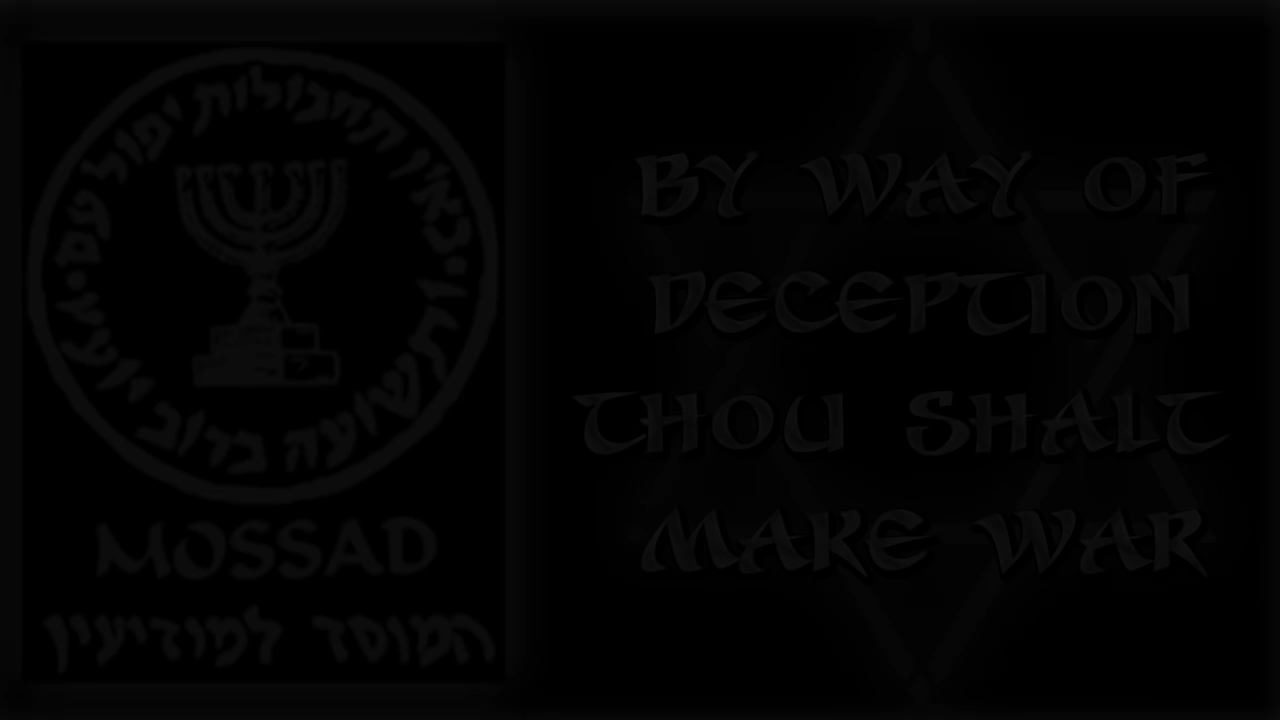 באין תחבולות יפול עם
ותשועה ברוב יועץ
MOSSAD
המוסד למודיעין
BY WAY OF
DECEPTION
THOU SHALT
MAKE WAR